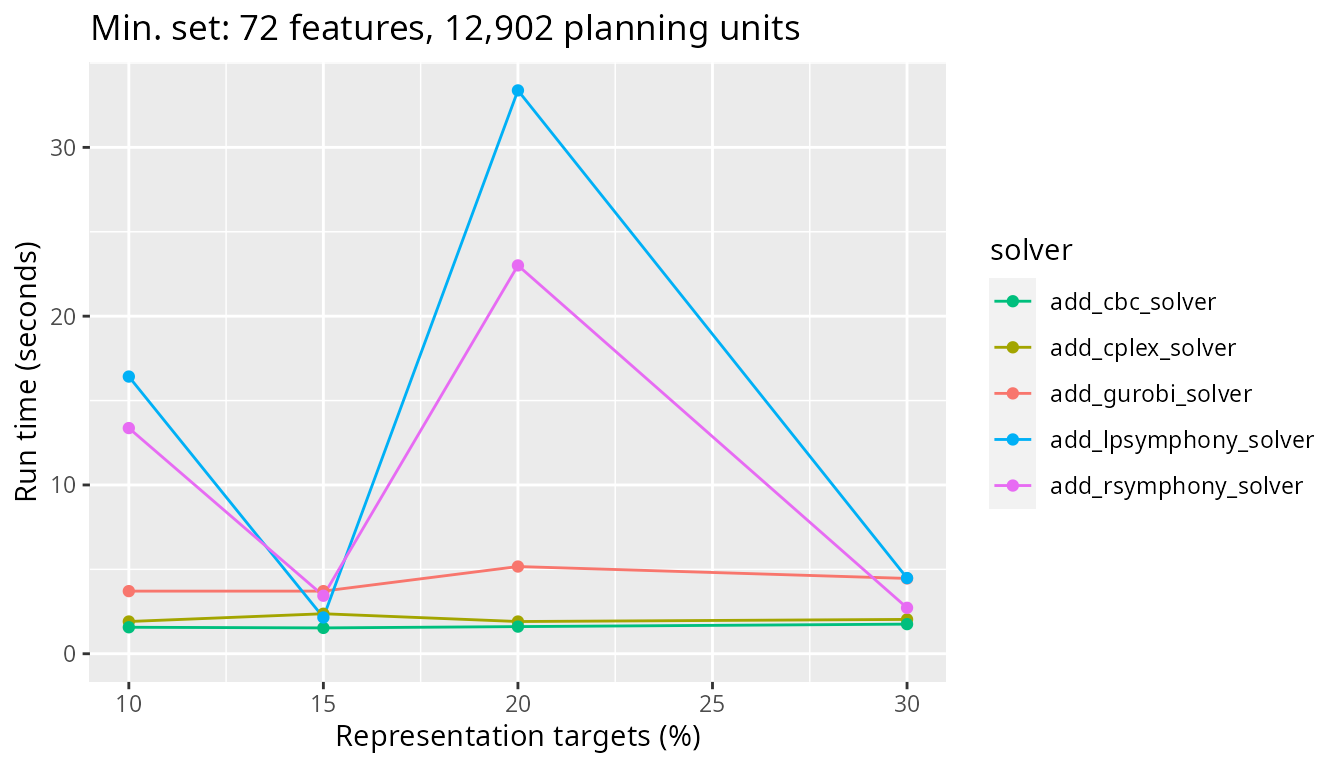 Min. set: 72 features, 12,902 planning units
Run time (seconds)
30
20
10
0
10 15 20 25 30
Representation targets (%)
solver
add_cbc_solver
add_cplex_solver
add_gurobi_solver
add_lpsymphony_solver
add_rsymphony_solver